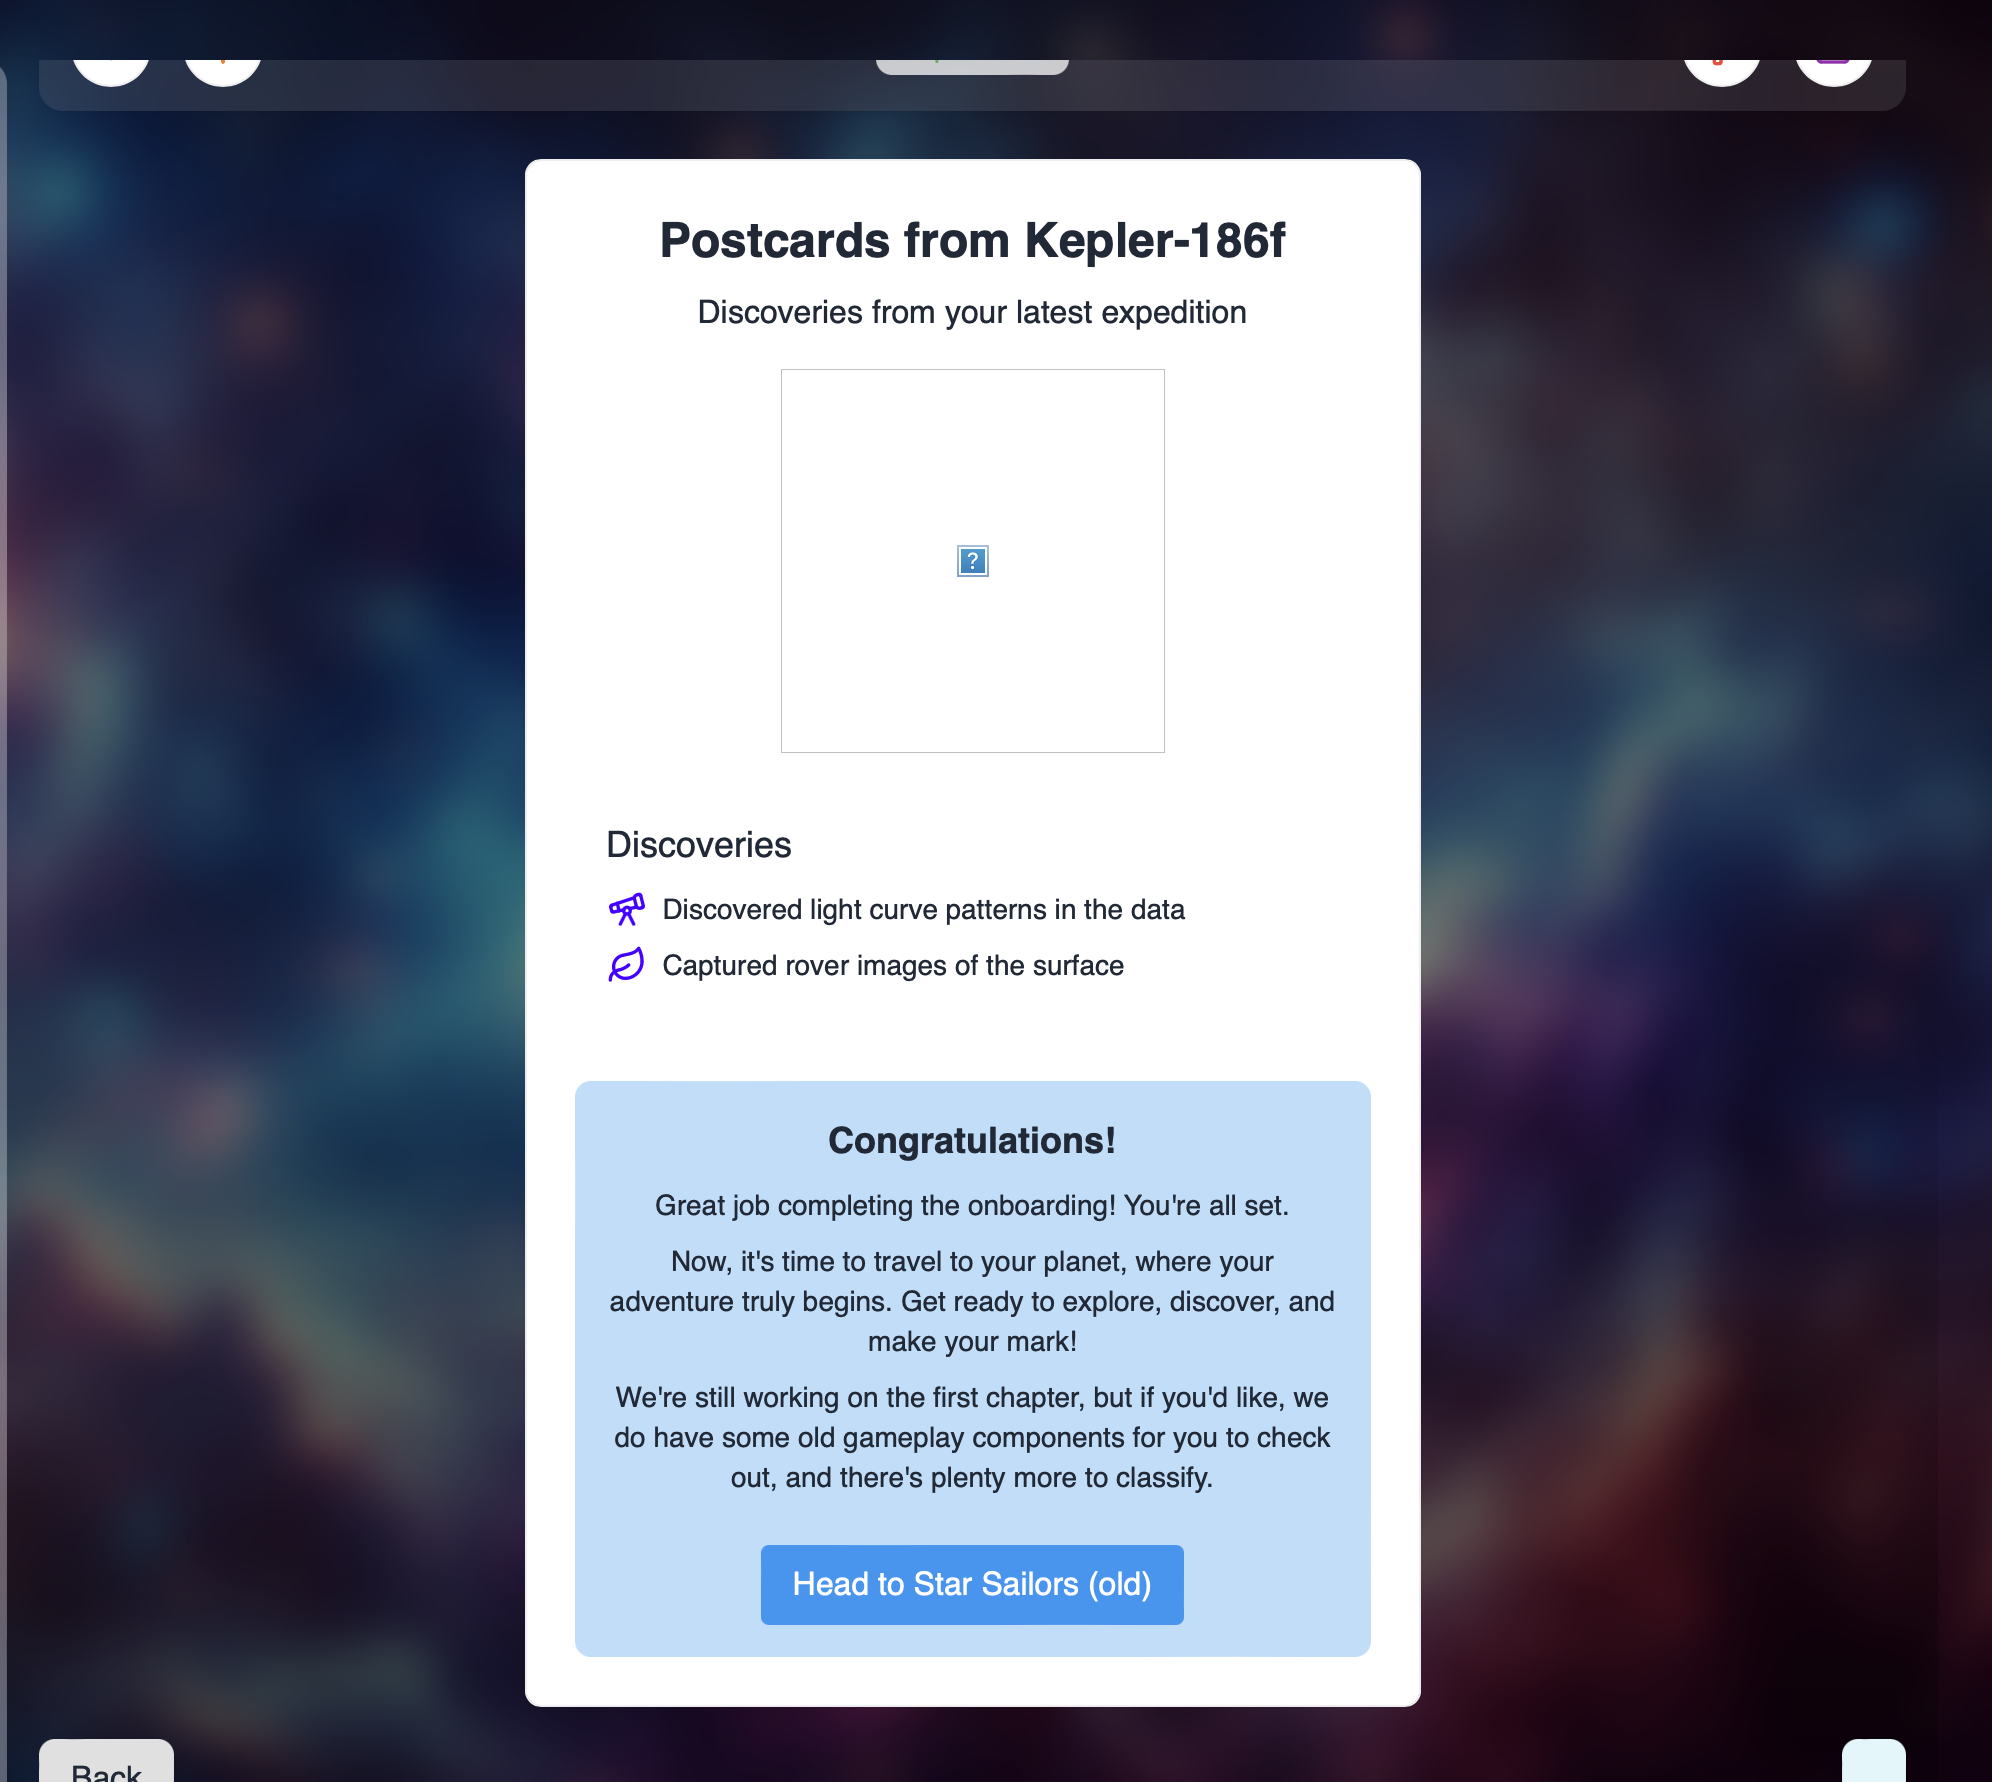 Postcards from Kepler-186f
Discoveries from your latest expedition
?
Discoveries
Discovered light curve patterns in the data
Captured rover images of the surface
Congratulations!
Great job completing the onboarding! You're all set.
Now, it's time to travel to your planet, where your
adventure truly begins. Get ready to explore, discover, and
make your mark!
We're still working on the first chapter, but if you'd like, we
do have some old gameplay components for you to check
out, and there's plenty more to classify.
Head to Star Sailors (old)
Back